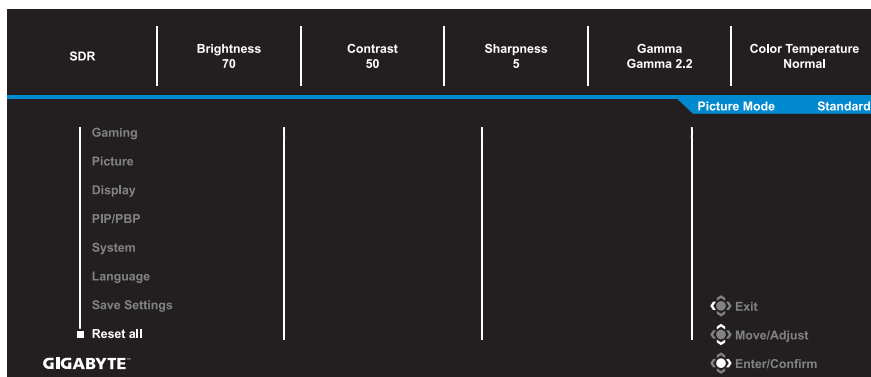 SDR
Brightness
70
Contrast
50
Sharpness
5
Gamma
Gamma 2.2
Color Temperature
Normal
Picture Mode Standard
Gaming
Picture
Display
PIP/PBP
System
Language
Save Settings
Reset all
Exit
Move/Adjust
Enter/Confirm
GIGABYTE™